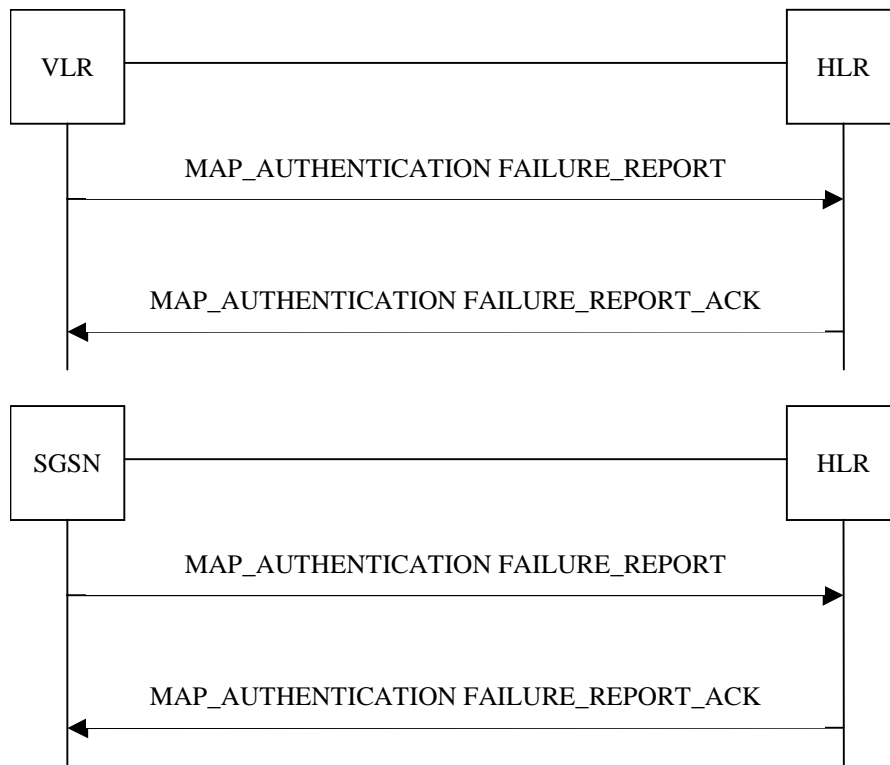 VLR
HLR
MAP_AUTHENTICATION FAILURE_REPORT
MAP_AUTHENTICATION FAILURE_REPORT_ACK
SGSN
HLR
MAP_AUTHENTICATION FAILURE_REPORT
MAP_AUTHENTICATION FAILURE_REPORT_ACK